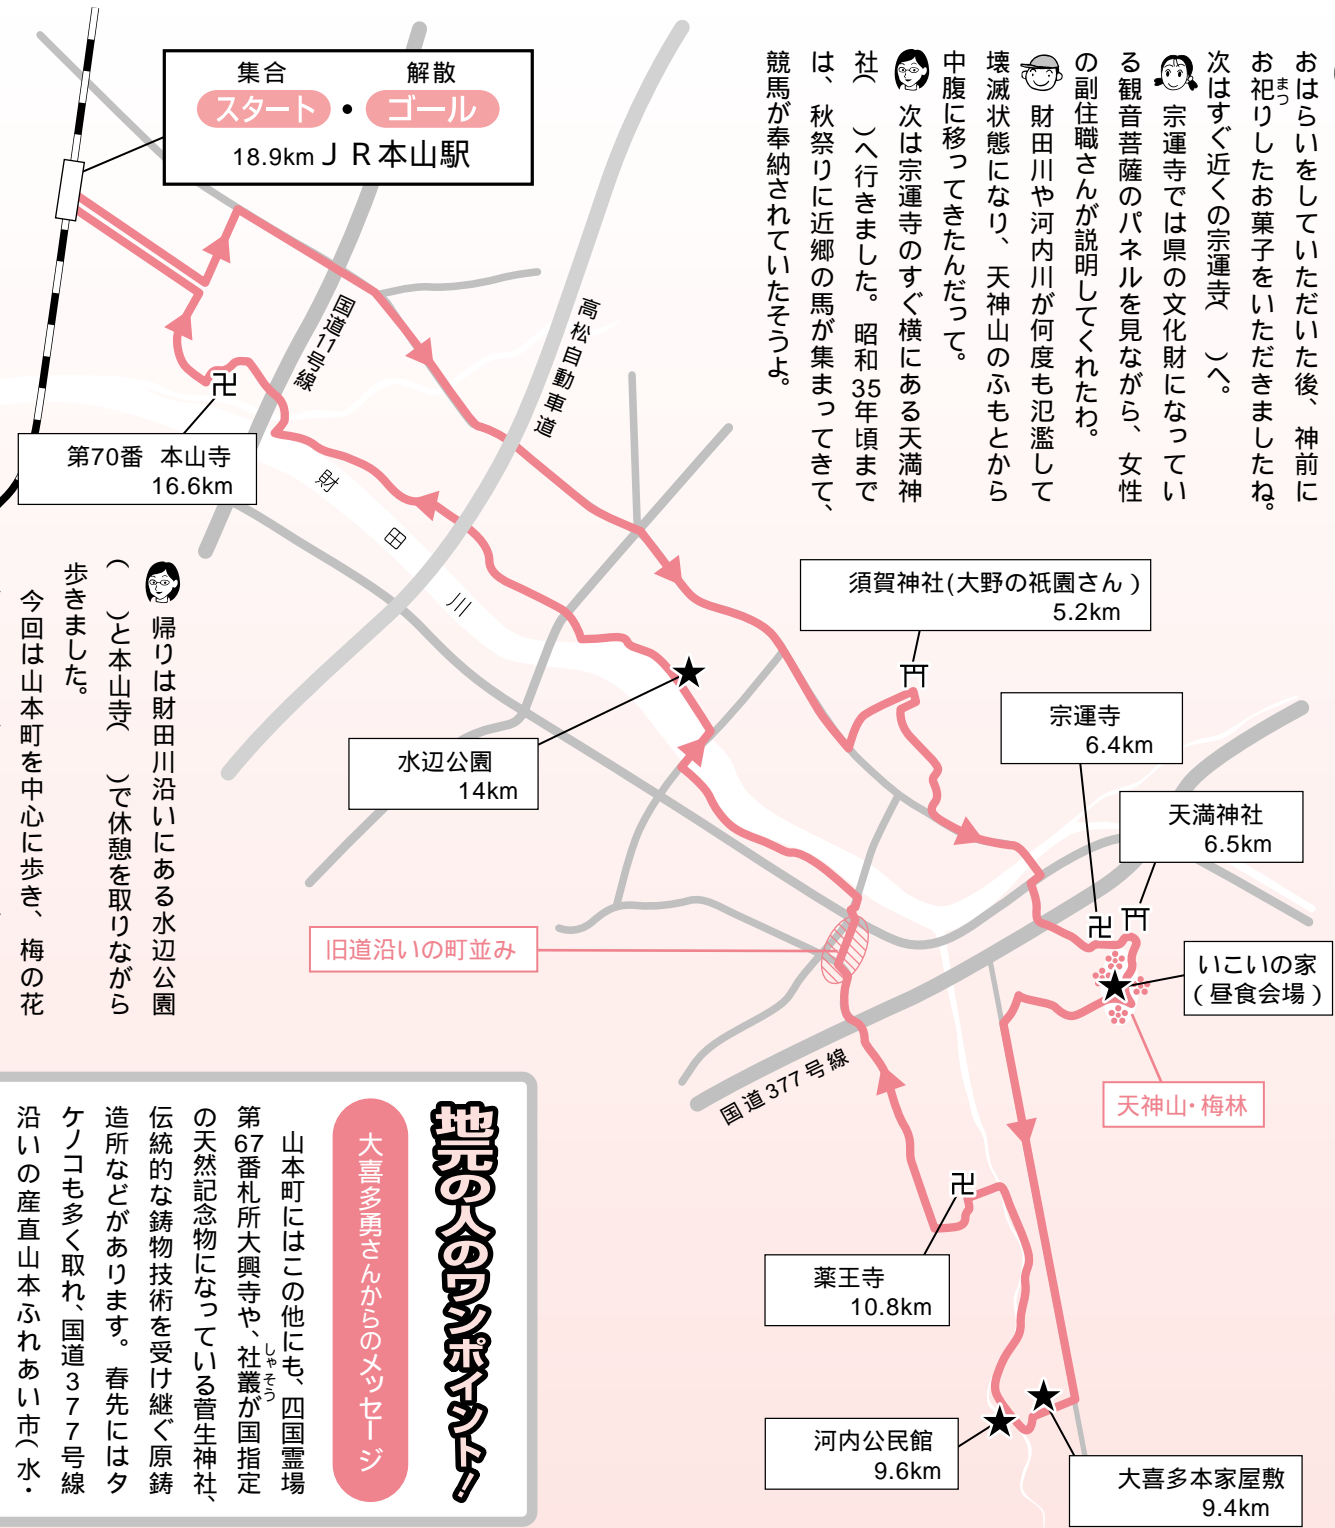 おはらいをしていただいた後、神前に
お祀りしたお菓子をいただきましたね。
まつ
次はすぐ近くの宗運寺(　)へ。
宗運寺では県の文化財になってい
る観音菩薩のパネルを見ながら、女性
の副住職さんが説明してくれたわ。
財田川や河内川が何度も氾濫して
壊滅状態になり、天神山のふもとから
中腹に移ってきたんだって。
次は宗運寺のすぐ横にある天満神
社(　)へ行きました。昭和35年頃まで
は、秋祭りに近郷の馬が集まってきて、
競馬が奉納されていたそうよ。
集合　解散
スタート・ゴール
18.9km JR本山駅
国道11号線
高松自動車道
第70番 本山寺
16.6km
財田川
須賀神社(大野の祇園さん)
5.2km
宗運寺
6.4km
天満神社
6.5km
水辺公園
14km
旧道沿いの町並み
いこいの家
(昼食会場)
天神山・梅林
国道377号線
薬王寺
10.8km
河内公民館
9.6km
大喜多本家屋敷
9.4km
帰りは財田川沿いにある水辺公園
(　)と本山寺(　)で休憩を取りながら
歩きました。
今回は山本町を中心に歩き、梅の花
地元の人のワンポイント!
大喜多勇さんからのメッセージ
山本町にはこの他にも、四国霊場
第67番札所大興寺や、社叢が国指定
しゃそう
の天然記念物になっている菅生神社、
伝統的な鋳物技術を受け継ぐ原鋳
造所などがあります。春先にはタ
ケノコも多く取れ、国道377号線
沿いの産直山本ふれあい市(水・